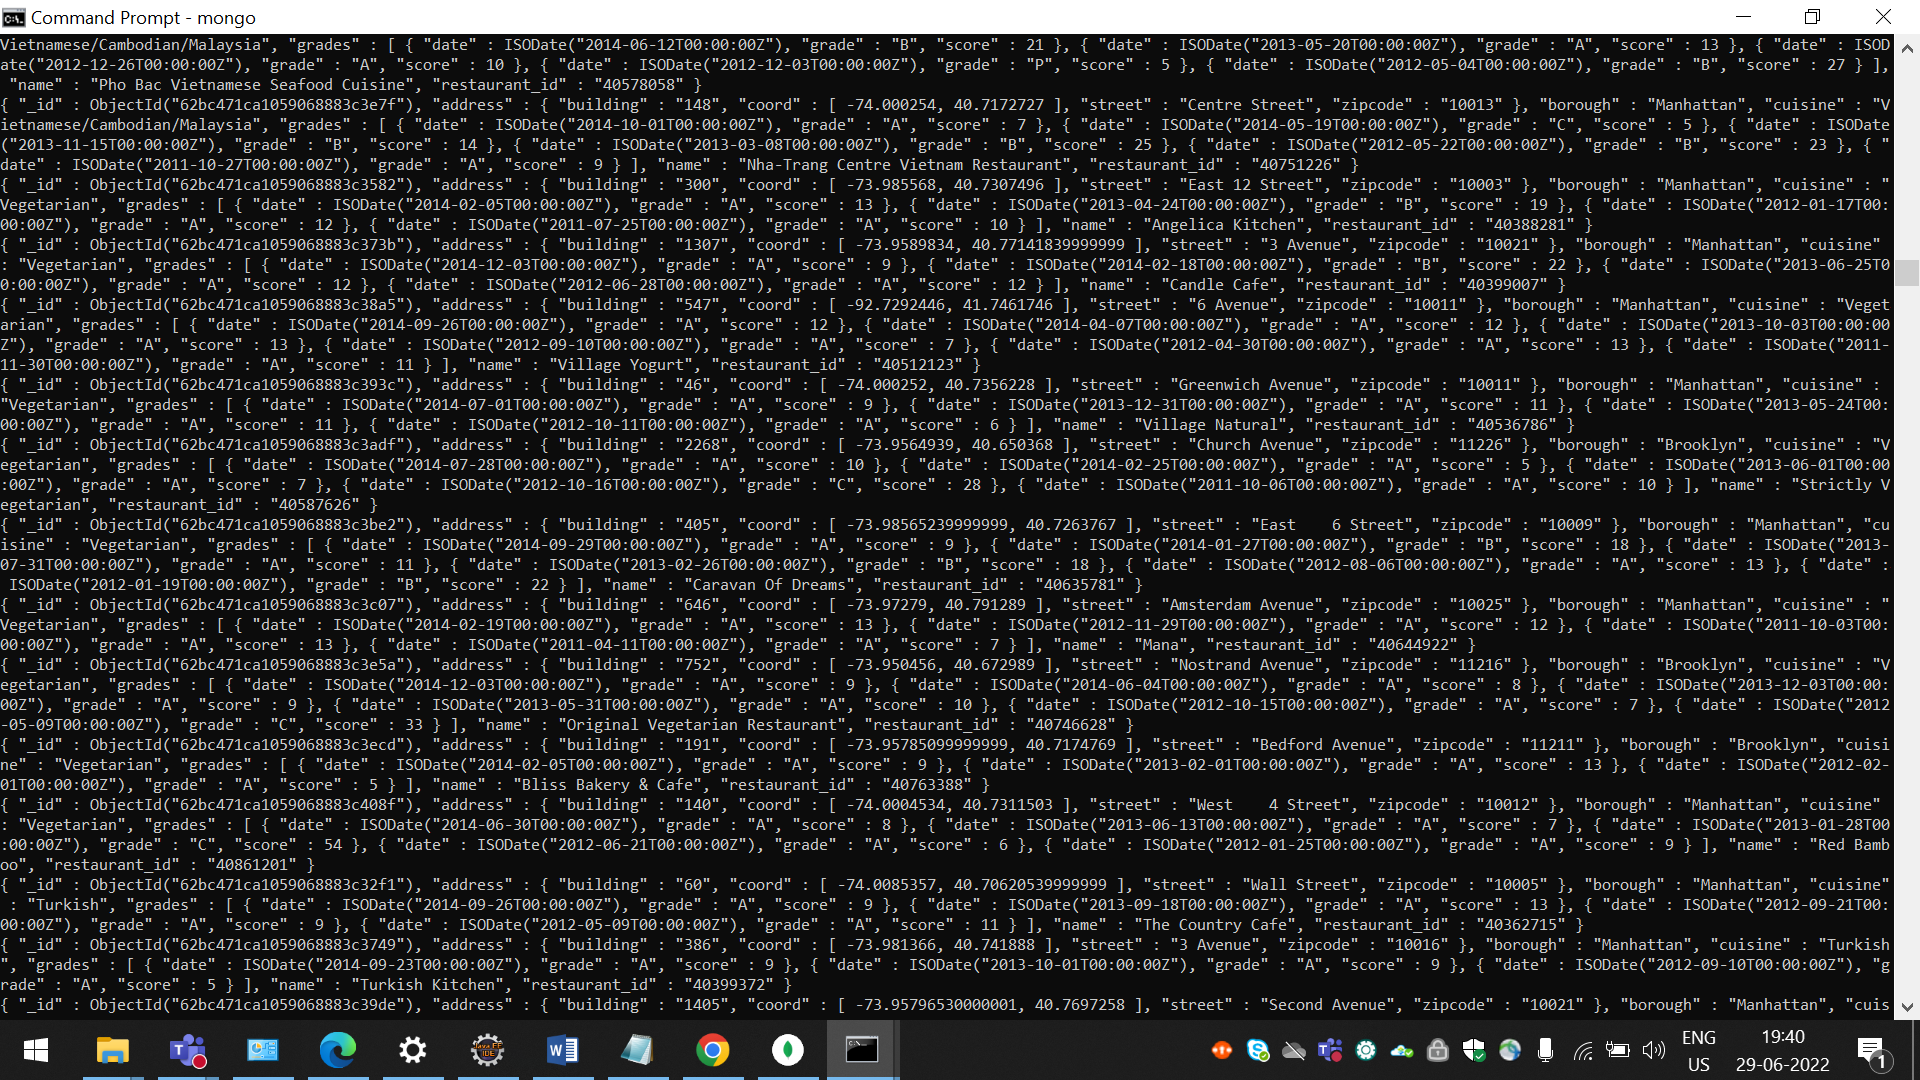 Command Prompt - mongo
Vietnamese/Cambodian/Malaysia", "grades" : [ { "date" : ISODate("2014-06-12T00:00:00Z"), "grade" : "B", "score" : 21 }, { "date" : ISODate("2013-05-20T00:00:00Z"), "grade" : "A", "score" : 13 }, { "date" : ISOD
ate("2012-12-26T00:00:00Z"), "grade" : "A", "score" : 10 }, { "date" : ISODate("2012-12-03T00:00:00Z"), "grade" : "P", "score" : 5 }, { "date" : ISODate("2012-05-04T00:00:00Z"), "grade" : "B", "score" : 27 } ],
"name" : "Pho Bac Vietnamese Seafood Cuisine", "restaurant_id" : "40578058" }
{ "_id" : ObjectId("62bc471ca1059068883c3e7f"), "address" : { "building" : "148", "coord" : [ -74.000254, 40.7172727 ], "street" : "Centre Street", "zipcode" : "10013" }, "borough" : "Manhattan", "cuisine" : "V
ietnamese/Cambodian/Malaysia", "grades" : [ { "date" : ISODate("2014-10-01T00:00:00Z"), "grade" : "A", "score" : 7 }, { "date" : ISODate("2014-05-19T00:00:00Z"), "grade" : "C", "score" : 5 }, { "date" : ISODate
("2013-11-15T00:00:00Z"), "grade" : "B", "score" : 14 }, { "date" : ISODate("2013-03-08T00:00:00Z"), "grade" : "B", "score" : 25 }, { "date" : ISODate("2012-05-22T00:00:00Z"), "grade" : "B", "score" : 23 }, { "
date" : ISODate("2011-10-27T00:00:00Z"), "grade" : "A", "score" : 9 } ], "name" : "Nha-Trang Centre Vietnam Restaurant", "restaurant_id" : "40751226" }
{ "_id" : ObjectId("62bc471ca1059068883c3582"), "address" : { "building" : "300", "coord" : [ -73.985568, 40.7307496 ], "street" : "East 12 Street", "zipcode" : "10003" }, "borough" : "Manhattan", "cuisine" : "
Vegetarian", "grades" : [ { "date" : ISODate("2014-02-05T00:00:00Z"), "grade" : "A", "score" : 13 }, { "date" : ISODate("2013-04-24T00:00:00Z"), "grade" : "B", "score" : 19 }, { "date" : ISODate("2012-01-17T00:
00:00Z"), "grade" : "A", "score" : 12 }, { "date" : ISODate("2011-07-25T00:00:00Z"), "grade" : "A", "score" : 10 } ], "name" : "Angelica Kitchen", "restaurant_id" : "40388281" }
{ "_id" : ObjectId("62bc471ca1059068883c373b"), "address" : { "building" : "1307", "coord" : [ -73.9589834, 40.77141839999999 ], "street" : "3 Avenue", "zipcode" : "10021" }, "borough" : "Manhattan", "cuisine"
: "Vegetarian", "grades" : [ { "date" : ISODate("2014-12-03T00:00:00Z"), "grade" : "A", "score" : 9 }, { "date" : ISODate("2014-02-18T00:00:00Z"), "grade" : "B", "score" : 22 }, { "date" : ISODate("2013-06-25T0
0:00:00Z"), "grade" : "A", "score" : 12 }, { "date" : ISODate("2012-06-28T00:00:00Z"), "grade" : "A", "score" : 12 } ], "name" : "Candle Cafe", "restaurant_id" : "40399007" }
{ "_id" : ObjectId("62bc471ca1059068883c38a5"), "address" : { "building" : "547", "coord" : [ -92.7292446, 41.7461746 ], "street" : "6 Avenue", "zipcode" : "10011" }, "borough" : "Manhattan", "cuisine" : "Veget
arian", "grades" : [ { "date" : ISODate("2014-09-26T00:00:00Z"), "grade" : "A", "score" : 12 }, { "date" : ISODate("2014-04-07T00:00:00Z"), "grade" : "A", "score" : 12 }, { "date" : ISODate("2013-10-03T00:00:00
Z"), "grade" : "A", "score" : 13 }, { "date" : ISODate("2012-09-10T00:00:00Z"), "grade" : "A", "score" : 7 }, { "date" : ISODate("2012-04-30T00:00:00Z"), "grade" : "A", "score" : 13 }, { "date" : ISODate("2011-
11-30T00:00:00Z"), "grade" : "A", "score" : 11 } ], "name" : "Village Yogurt", "restaurant_id" : "40512123" }
{ "_id" : ObjectId("62bc471ca1059068883c393c"), "address" : { "building" : "46", "coord" : [ -74.000252, 40.7356228 ], "street" : "Greenwich Avenue", "zipcode" : "10011" }, "borough" : "Manhattan", "cuisine" :
"Vegetarian", "grades" : [ { "date" : ISODate("2014-07-01T00:00:00Z"), "grade" : "A", "score" : 9 }, { "date" : ISODate("2013-12-31T00:00:00Z"), "grade" : "A", "score" : 11 }, { "date" : ISODate("2013-05-24T00:
00:00Z"), "grade" : "A", "score" : 11 }, { "date" : ISODate("2012-10-11T00:00:00Z"), "grade" : "A", "score" : 6 } ], "name" : "Village Natural", "restaurant_id" : "40536786" }
{ "_id" : ObjectId("62bc471ca1059068883c3adf"), "address" : { "building" : "2268", "coord" : [ -73.9564939, 40.650368 ], "street" : "Church Avenue", "zipcode" : "11226" }, "borough" : "Brooklyn", "cuisine" : "V
egetarian", "grades" : [ { "date" : ISODate("2014-07-28T00:00:00Z"), "grade" : "A", "score" : 10 }, { "date" : ISODate("2014-02-25T00:00:00Z"), "grade" : "A", "score" : 5 }, { "date" : ISODate("2013-06-01T00:00
:00Z"), "grade" : "A", "score" : 7 }, { "date" : ISODate("2012-10-16T00:00:00Z"), "grade" : "C", "score" : 28 }, { "date" : ISODate("2011-10-06T00:00:00Z"), "grade" : "A", "score" : 10 } ], "name" : "Strictly V
egetarian", "restaurant_id" : "40587626" }
{ "_id" : ObjectId("62bc471ca1059068883c3be2"), "address" : { "building" : "405", "coord" : [ -73.98565239999999, 40.7263767 ], "street" : "East    6 Street", "zipcode" : "10009" }, "borough" : "Manhattan", "cu
isine" : "Vegetarian", "grades" : [ { "date" : ISODate("2014-09-29T00:00:00Z"), "grade" : "A", "score" : 9 }, { "date" : ISODate("2014-01-27T00:00:00Z"), "grade" : "B", "score" : 18 }, { "date" : ISODate("2013-
07-31T00:00:00Z"), "grade" : "A", "score" : 11 }, { "date" : ISODate("2013-02-26T00:00:00Z"), "grade" : "B", "score" : 18 }, { "date" : ISODate("2012-08-06T00:00:00Z"), "grade" : "A", "score" : 13 }, { "date" :
ISODate("2012-01-19T00:00:00Z"), "grade" : "B", "score" : 22 } ], "name" : "Caravan Of Dreams", "restaurant_id" : "40635781" }
{ "_id" : ObjectId("62bc471ca1059068883c3c07"), "address" : { "building" : "646", "coord" : [ -73.97279, 40.791289 ], "street" : "Amsterdam Avenue", "zipcode" : "10025" }, "borough" : "Manhattan", "cuisine" : "
Vegetarian", "grades" : [ { "date" : ISODate("2014-02-19T00:00:00Z"), "grade" : "A", "score" : 13 }, { "date" : ISODate("2012-11-29T00:00:00Z"), "grade" : "A", "score" : 12 }, { "date" : ISODate("2011-10-03T00:
00:00Z"), "grade" : "A", "score" : 13 }, { "date" : ISODate("2011-04-11T00:00:00Z"), "grade" : "A", "score" : 7 } ], "name" : "Mana", "restaurant_id" : "40644922" }
{ "_id" : ObjectId("62bc471ca1059068883c3e5a"), "address" : { "building" : "752", "coord" : [ -73.950456, 40.672989 ], "street" : "Nostrand Avenue", "zipcode" : "11216" }, "borough" : "Brooklyn", "cuisine" : "V
egetarian", "grades" : [ { "date" : ISODate("2014-12-03T00:00:00Z"), "grade" : "A", "score" : 9 }, { "date" : ISODate("2014-06-04T00:00:00Z"), "grade" : "A", "score" : 8 }, { "date" : ISODate("2013-12-03T00:00:
00Z"), "grade" : "A", "score" : 9 }, { "date" : ISODate("2013-05-31T00:00:00Z"), "grade" : "A", "score" : 10 }, { "date" : ISODate("2012-10-15T00:00:00Z"), "grade" : "A", "score" : 7 }, { "date" : ISODate("2012
-05-09T00:00:00Z"), "grade" : "C", "score" : 33 } ], "name" : "Original Vegetarian Restaurant", "restaurant_id" : "40746628" }
{ "_id" : ObjectId("62bc471ca1059068883c3ecd"), "address" : { "building" : "191", "coord" : [ -73.95785099999999, 40.7174769 ], "street" : "Bedford Avenue", "zipcode" : "11211" }, "borough" : "Brooklyn", "cuisi
ne" : "Vegetarian", "grades" : [ { "date" : ISODate("2014-02-05T00:00:00Z"), "grade" : "A", "score" : 9 }, { "date" : ISODate("2013-02-01T00:00:00Z"), "grade" : "A", "score" : 13 }, { "date" : ISODate("2012-02-
01T00:00:00Z"), "grade" : "A", "score" : 5 } ], "name" : "Bliss Bakery & Cafe", "restaurant_id" : "40763388" }
{ "_id" : ObjectId("62bc471ca1059068883c408f"), "address" : { "building" : "140", "coord" : [ -74.0004534, 40.7311503 ], "street" : "West    4 Street", "zipcode" : "10012" }, "borough" : "Manhattan", "cuisine"
: "Vegetarian", "grades" : [ { "date" : ISODate("2014-06-30T00:00:00Z"), "grade" : "A", "score" : 8 }, { "date" : ISODate("2013-06-13T00:00:00Z"), "grade" : "A", "score" : 7 }, { "date" : ISODate("2013-01-28T00
:00:00Z"), "grade" : "C", "score" : 54 }, { "date" : ISODate("2012-06-21T00:00:00Z"), "grade" : "A", "score" : 6 }, { "date" : ISODate("2012-01-25T00:00:00Z"), "grade" : "A", "score" : 9 } ], "name" : "Red Bamb
oo", "restaurant_id" : "40861201" }
{ "_id" : ObjectId("62bc471ca1059068883c32f1"), "address" : { "building" : "60", "coord" : [ -74.0085357, 40.70620539999999 ], "street" : "Wall Street", "zipcode" : "10005" }, "borough" : "Manhattan", "cuisine"
: "Turkish", "grades" : [ { "date" : ISODate("2014-09-26T00:00:00Z"), "grade" : "A", "score" : 9 }, { "date" : ISODate("2013-09-18T00:00:00Z"), "grade" : "A", "score" : 13 }, { "date" : ISODate("2012-09-21T00:
00:00Z"), "grade" : "A", "score" : 9 }, { "date" : ISODate("2012-05-09T00:00:00Z"), "grade" : "A", "score" : 11 } ], "name" : "The Country Cafe", "restaurant_id" : "40362715" }
{ "_id" : ObjectId("62bc471ca1059068883c3749"), "address" : { "building" : "386", "coord" : [ -73.981366, 40.741888 ], "street" : "3 Avenue", "zipcode" : "10016" }, "borough" : "Manhattan", "cuisine" : "Turkish
", "grades" : [ { "date" : ISODate("2014-09-23T00:00:00Z"), "grade" : "A", "score" : 9 }, { "date" : ISODate("2013-10-01T00:00:00Z"), "grade" : "A", "score" : 9 }, { "date" : ISODate("2012-09-10T00:00:00Z"), "g
rade" : "A", "score" : 5 } ], "name" : "Turkish Kitchen", "restaurant_id" : "40399372" }
{ "_id" : ObjectId("62bc471ca1059068883c39de"), "address" : { "building" : "1405", "coord" : [ -73.95796530000001, 40.7697258 ], "street" : "Second Avenue", "zipcode" : "10021" }, "borough" : "Manhattan", "cuis
ENG
US
19:40
29-06-2022
1